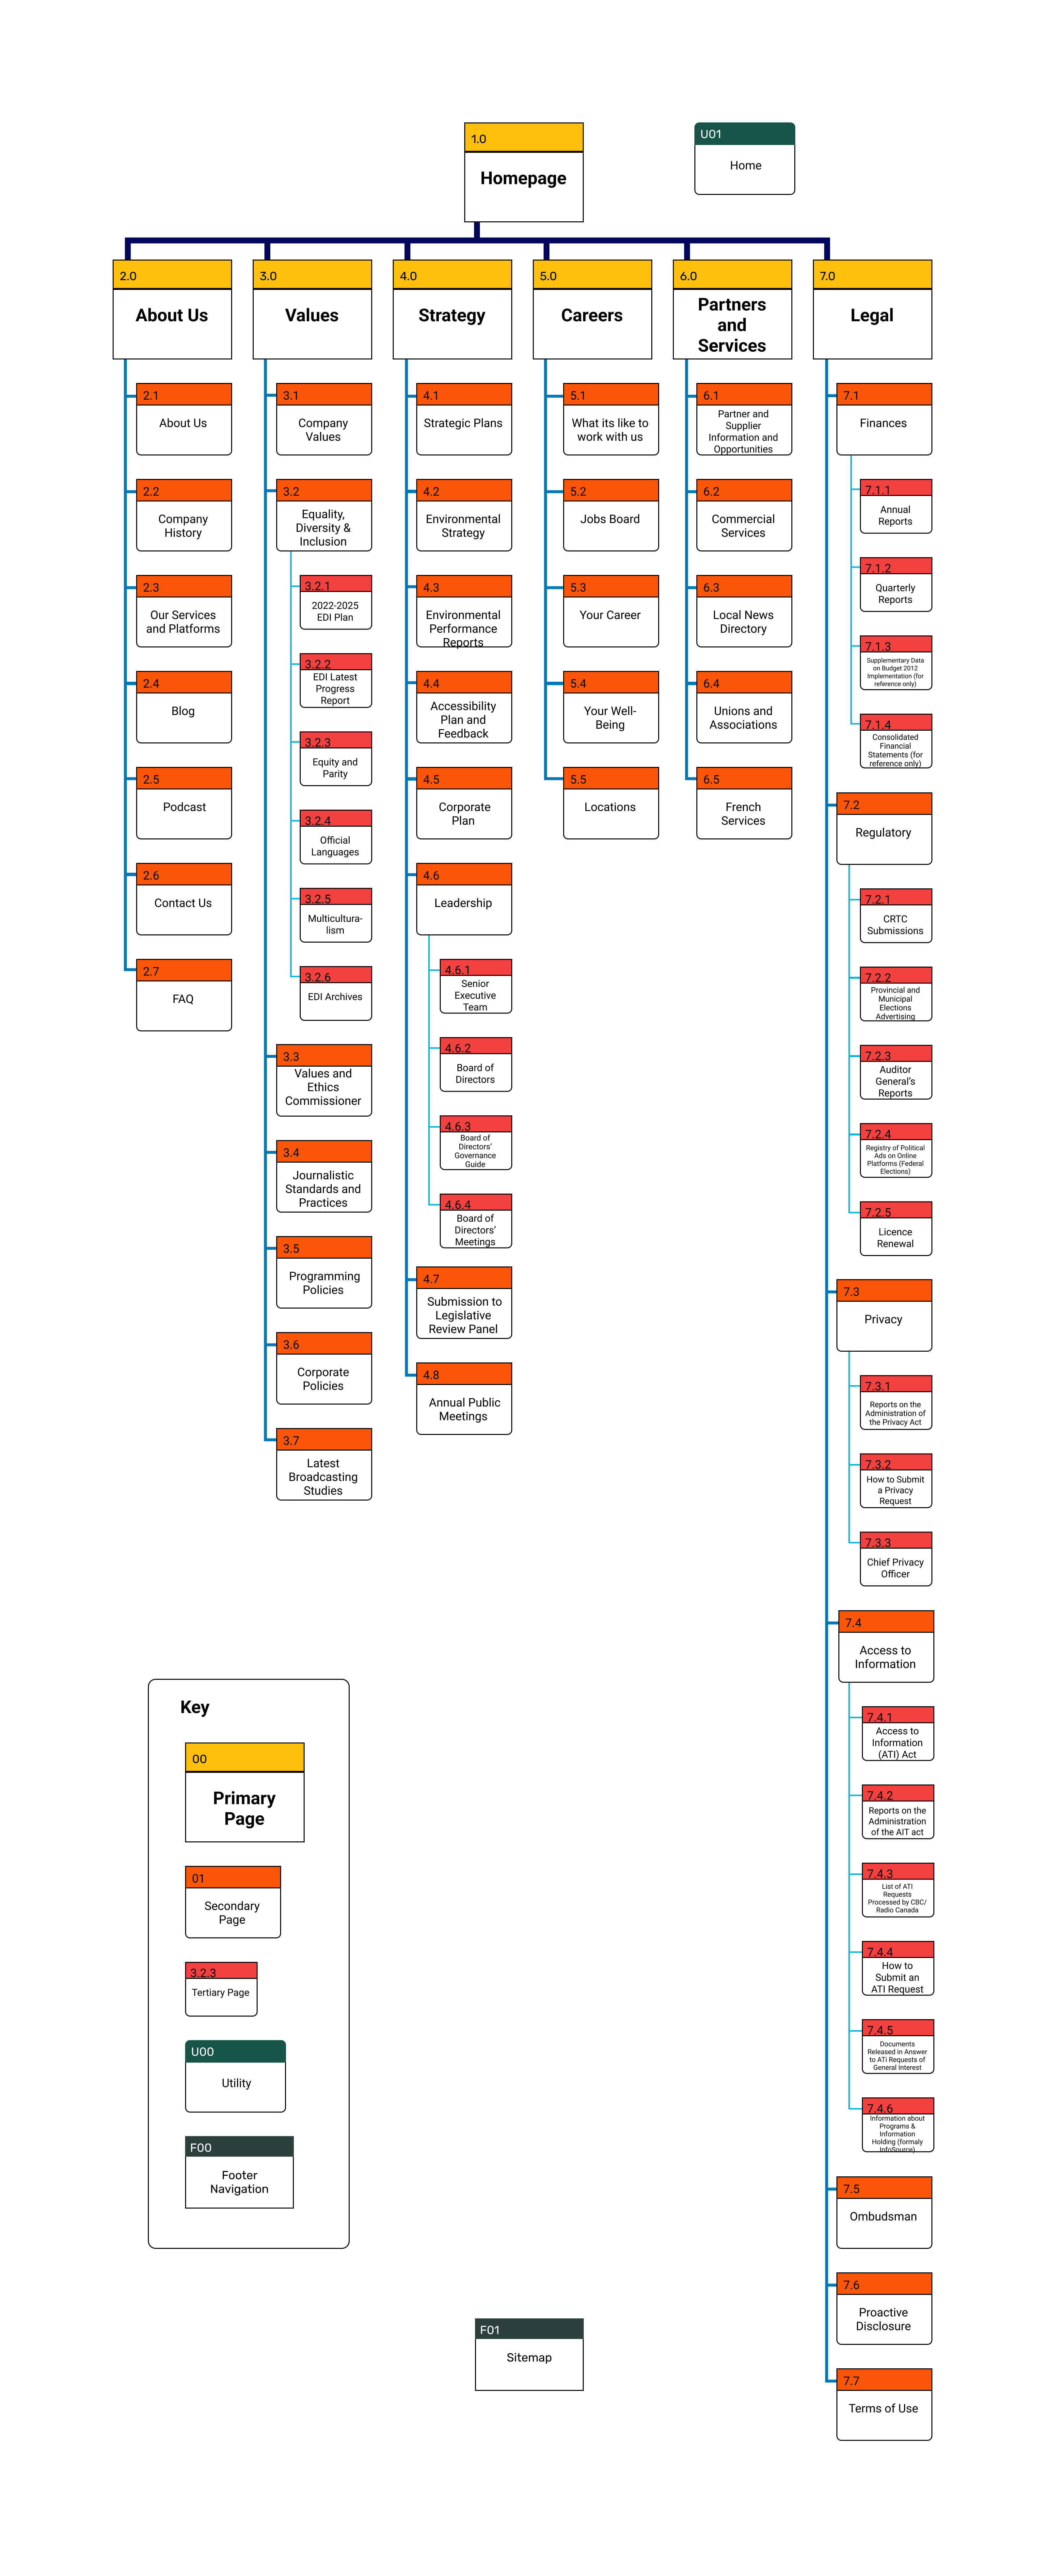 1.0
Homepage
U01
Home
2.0
About Us
2.1
About Us
2.2
Company
History
2.3
Our Services
and Platforms
2.4
Blog
2.5
Podcast
2.6
Contact Us
2.7
FAQ
3.0
Values
3.1
Company
Values
3.2
Equality,
Diversity &
Inclusion
3.2.1
2022-2025
EDI Plan
3.2.2
EDI Latest
Progress
Report
3.2.3
Equity and
Parity
3.2.4
Official
Languages
3.2.5
Multicultura-
lism
3.2.6
EDI Archives
3.3
Values and
Ethics
Commissioner
3.4
Journalistic
Standards and
Practices
3.5
Programming
Policies
3.6
Corporate
Policies
3.7
Latest
Broadcasting
Studies
4.0
Strategy
4.1
Strategic Plans
4.2
Environmental
Strategy
4.3
Environmental
Performance
Reports
4.4
Accessibility
Plan and
Feedback
4.5
Corporate
Plan
4.6
Leadership
4.6.1
Senior
Executive
Team
4.6.2
Board of
Directors
4.6.3
Board of
Directors'
Governance
Guide
4.6.4
Board of
Directors'
Meetings
4.7
Submission to
Legislative
Review Panel
4.8
Annual Public
Meetings
5.0
Careers
5.1
What its like to
work with us
5.2
Jobs Board
5.3
Your Career
5.4
Your Well-
Being
5.5
Locations
6.0
Partners
and
Services
6.1
Partner and
Supplier
Information and
Opportunities
6.2
Commercial
Services
6.3
Local News
Directory
6.4
Unions and
Associations
6.5
French
Services
7.0
Legal
7.1
Finances
7.1.1
Annual
Reports
7.1.2
Quarterly
Reports
7.1.3
Supplementary Data
on Budget 2012
Implementation (for
reference only)
7.1.4
Consolidated
Financial
Statements (for
reference only)
7.2
Regulatory
7.2.1
CRTC
Submissions
7.2.2
Provincial and
Municipal
Elections
Advertising
7.2.3
Auditor
General's
Reports
7.2.4
Registry of Political
Ads on Online
Platforms (Federal
Elections)
7.2.5
Licence
Renewal
7.3
Privacy
7.3.1
Reports on the
Administration of
the Privacy Act
7.3.2
How to Submit
a Privacy
Request
7.3.3
Chief Privacy
Officer
7.4
Access to
Information
7.4.1
Access to
Information
(ATI) Act
7.4.2
Reports on the
Administration
of the AIT act
7.4.3
List of ATI
Requests
Processed by CBC/
Radio Canada
7.4.4
How to
Submit an
ATI Request
7.4.5
Documents
Released in Answer
to ATi Requests of
General Interest
7.4.6
Information about
Programs &
Information
Holding (formaly
InfoSource)
7.5
Ombudsman
7.6
Proactive
Disclosure
7.7
Terms of Use
Key
00
Primary
Page
01
Secondary
Page
3.2.3
Tertiary Page
U00
Utility
F00
Footer
Navigation
F01
Sitemap